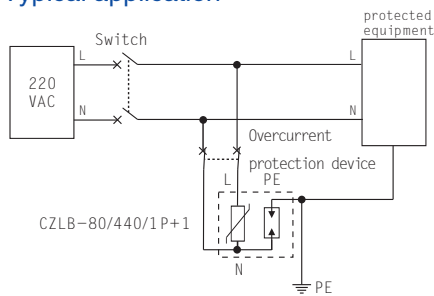 Typical application
protected
equipment
Switch
L
L
220
VAC
N
N
Overcurrent
protection device
L
PE
CZLB-80/440/1P+1
N
PE